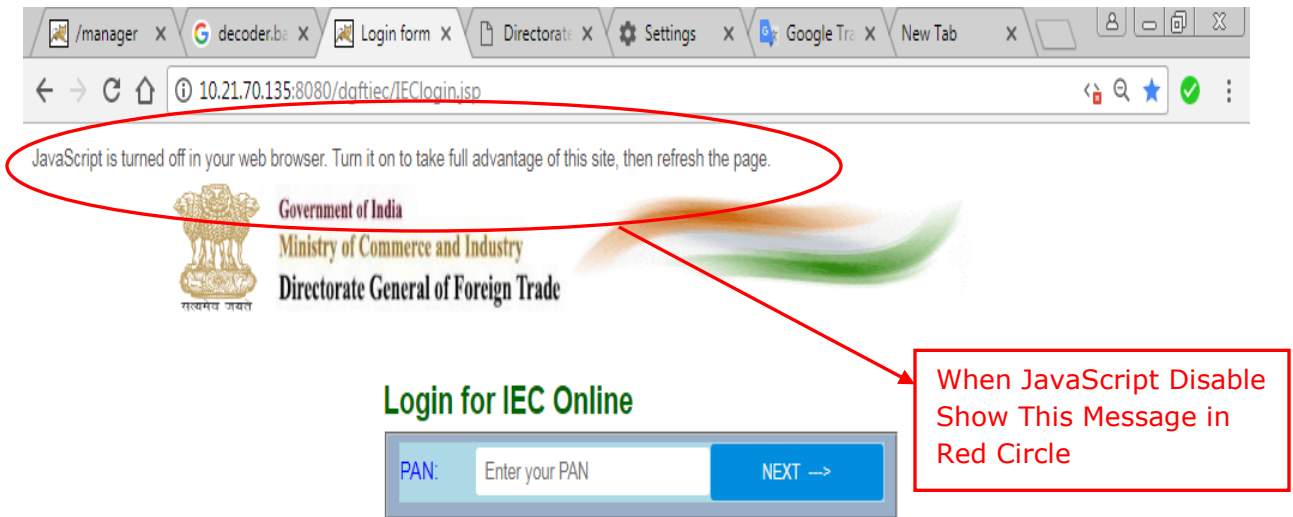 /manager
decoder.ba
Login form
Directorate
Settings
Google Tra
New Tab
10.21.70.135:8080/dgftiec/IEClogin.jsp
JavaScript is turned off in your web browser. Turn it on to take full advantage of this site, then refresh the page.
Government of India
Ministry of Commerce and Industry
Directorate General of Foreign Trade
सत्यमेव जयते
When JavaScript Disable
Show This Message in
Red Circle
Login for IEC Online
PAN: Enter your PAN NEXT --->